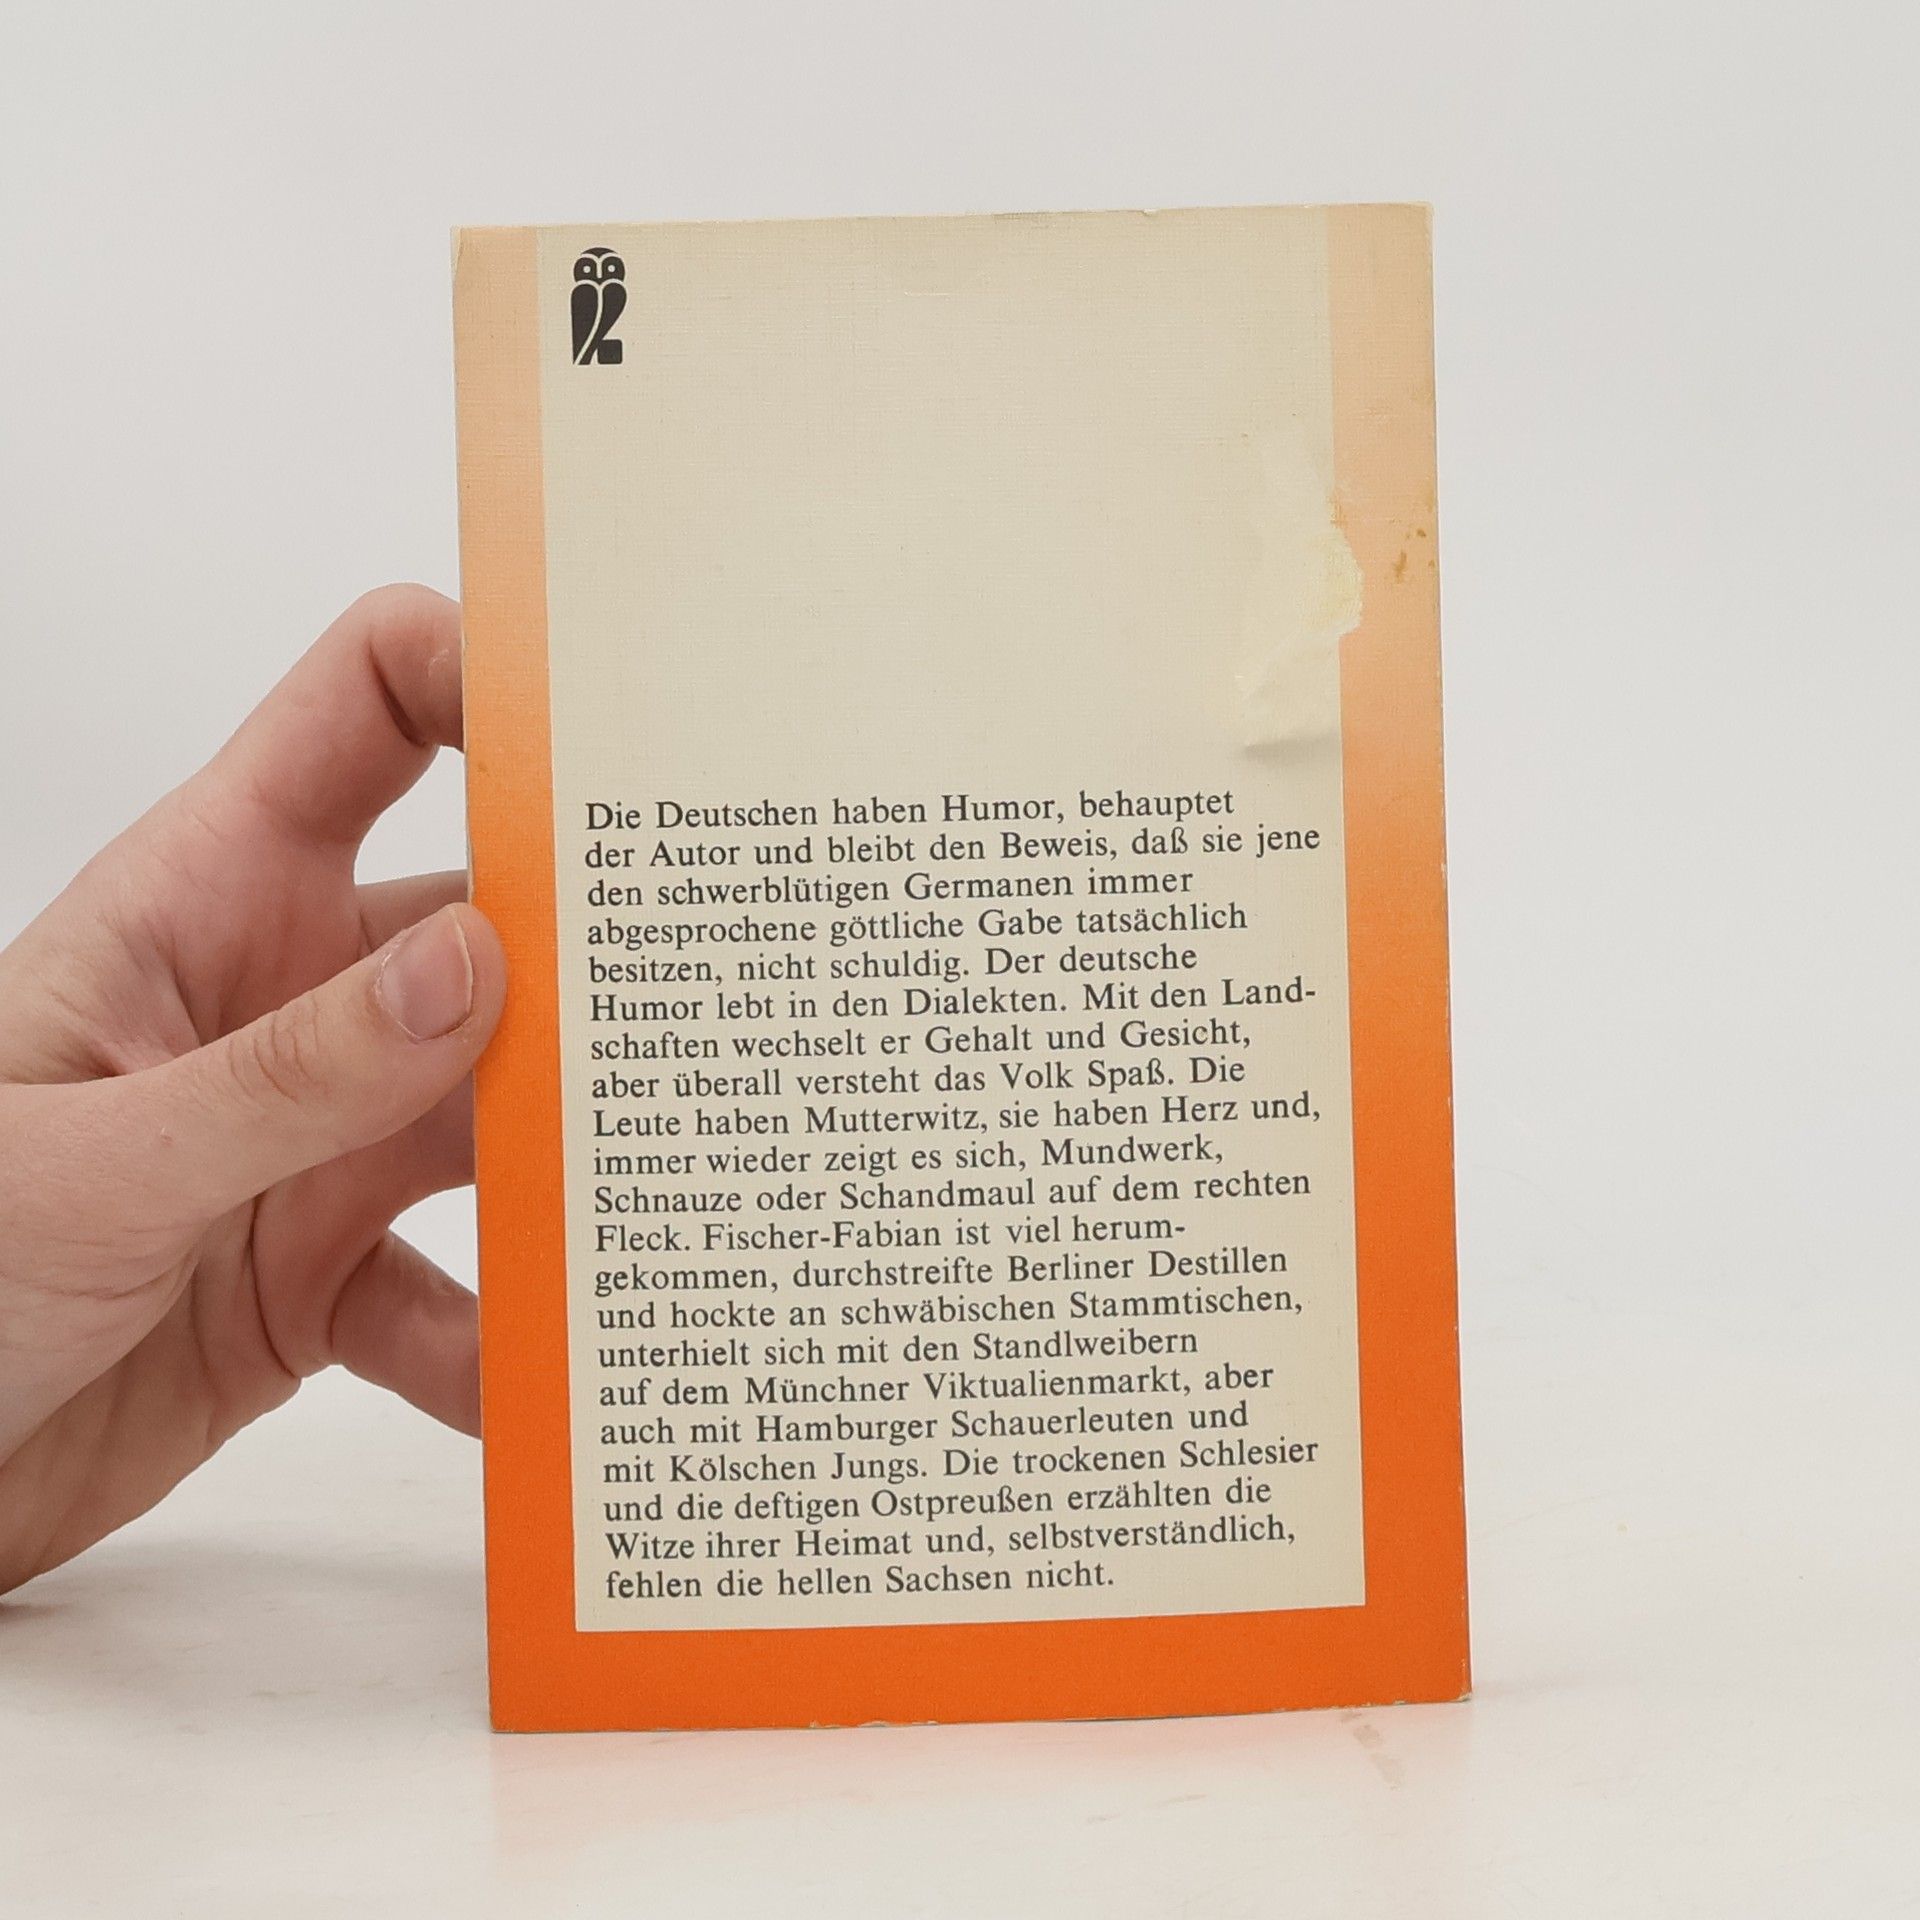 Die Deutschen haben Humor, behauptet
der Autor und bleibt den Beweis, daß sie jene
den schwerblütigen Germanen immer
abgesprochene göttliche Gabe tatsächlich
besitzen, nicht schuldig. Der deutsche
Humor lebt in den Dialekten. Mit den Land-
schaften wechselt er Gehalt und Gesicht,
aber überall versteht das Volk Spaß. Die
Leute haben Mutterwitz, sie haben Herz und,
immer wieder zeigt es sich, Mundwerk,
Schnauze oder Schandmaul auf dem rechten
Fleck. Fischer-Fabian ist viel herum-
gekommen, durchstreifte Berliner Destillen
und hockte an schwäbischen Stammtischen,
unterhielt sich mit den Standlweibern
auf dem Münchner Viktualienmarkt, aber
auch mit Hamburger Schauerleuten und
mit Kölschen Jungs. Die trockenen Schlesier
und die deftigen Ostpreußen erzählten die
Witze ihrer Heimat und, selbstverständlich,
fehlen die hellen Sachsen nicht.